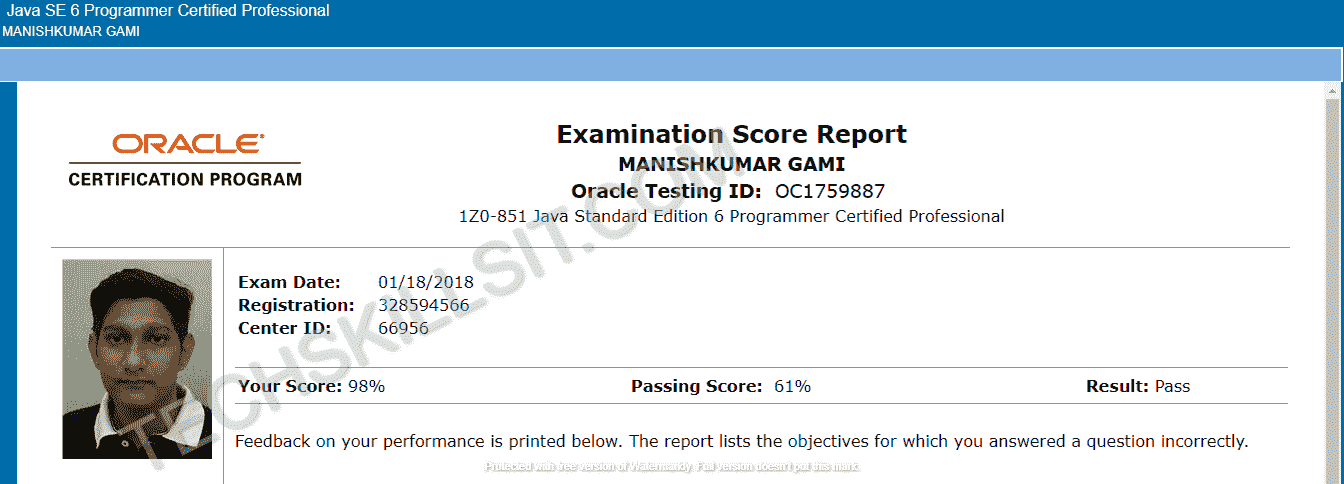 Java SE 6 Programmer Certified Professional
MANISHKUMAR GAMI
ORACLE
CERTIFICATION PROGRAM
Examination Score Report
MANISHKUMAR GAMI
Oracle Testing ID: OC1759887
1Z0-851 Java Standard Edition 6 Programmer Certified Professional
Exam Date: 01/18/2018
Registration: 328594566
Center ID: 66956
Your Score: 98% Passing Score: 61% Result: Pass
Feedback on your performance is printed below. The report lists the objectives for which you answered a question incorrectly.
TECHSKILLSIT.COM
Protected with free version of Watermarkly. Full version doesn't put this mark.